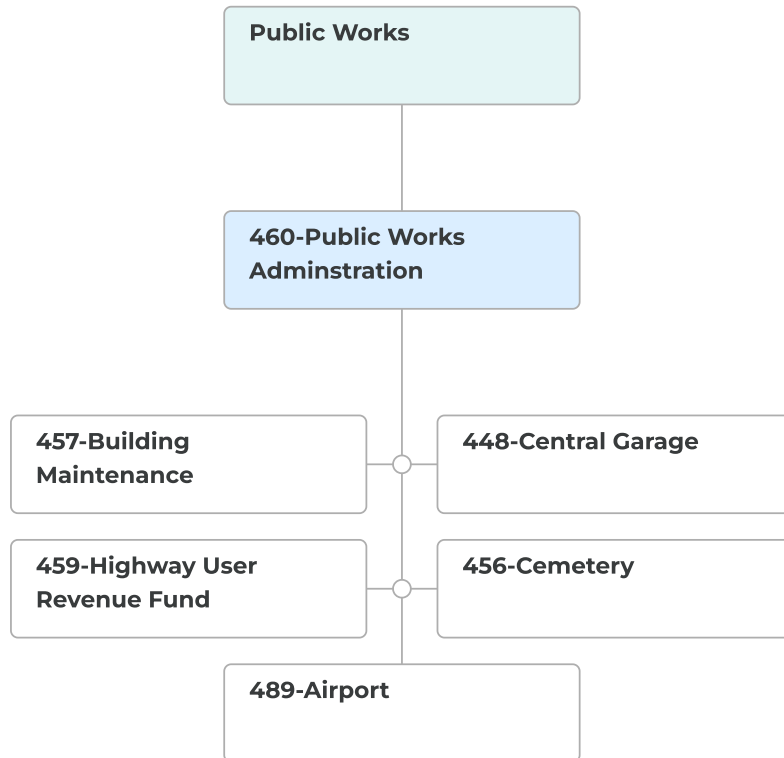 Public Works
460-Public Works
Adminstration
457-Building
Maintenance
448-Central Garage
459-Highway User
Revenue Fund
456-Cemetery
489-Airport